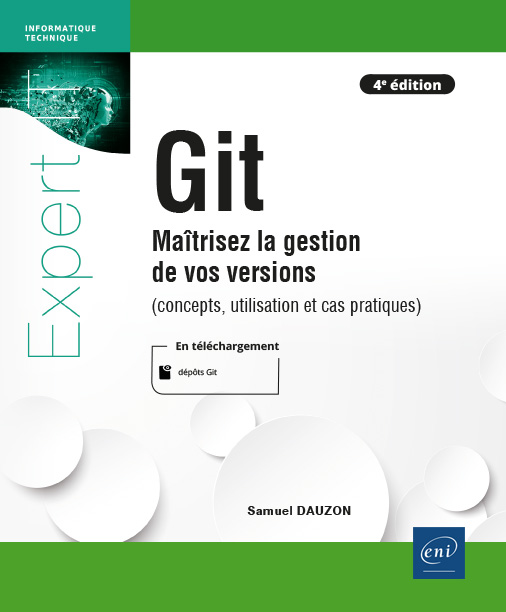 INFORMATIQUE
TECHNIQUE
4e édition
Expert IT
Git
Maîtrisez la gestion
de vos versions
(concepts, utilisation et cas pratiques)
En téléchargement
dépôts Git
Samuel DAUZON
eni